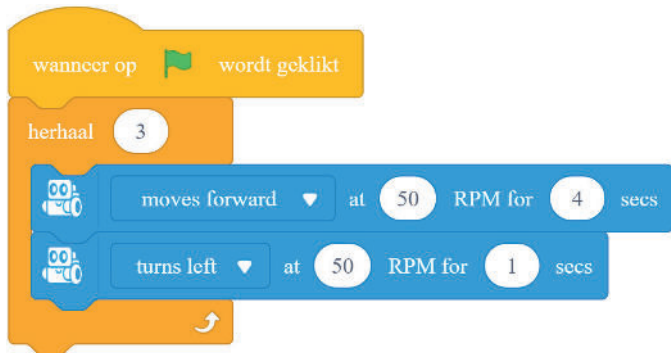 wanneer op wordt geklikt
herhaal 3
moves forward at 50 RPM for 4 secs
turns left at 50 RPM for 1 secs